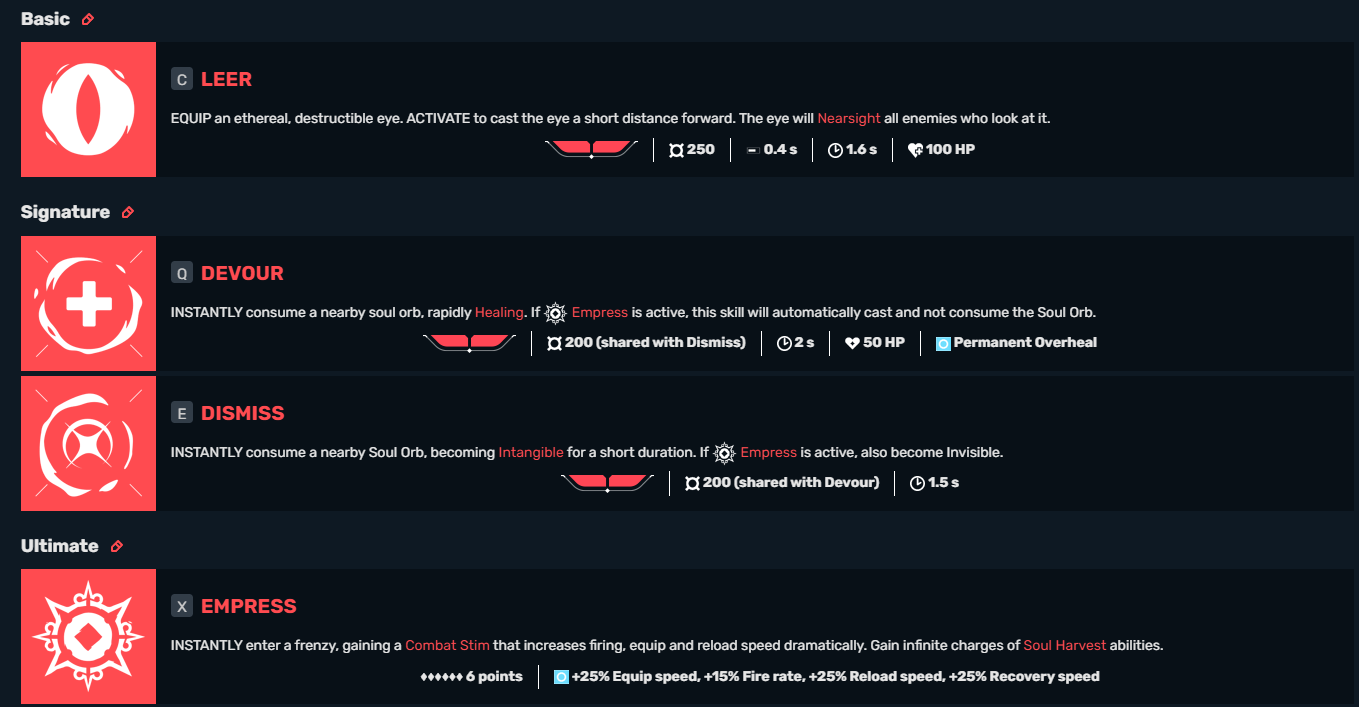 Basic
C LEER
EQUIP an ethereal, destructible eye. ACTIVATE to cast the eye a short distance forward. The eye will Nearsight all enemies who look at it.
250 0.4 s 1.6 s 100 HP
Signature
Q DEVOUR
INSTANTLY consume a nearby soul orb, rapidly Healing. If Empress is active, this skill will automatically cast and not consume the Soul Orb.
200 (shared with Dismiss) 2 s 50 HP Permanent Overheal
E DISMISS
INSTANTLY consume a nearby Soul Orb, becoming Intangible for a short duration. If Empress is active, also become Invisible.
200 (shared with Devour) 1.5 s
Ultimate
X EMPRESS
INSTANTLY enter a frenzy, gaining a Combat Stim that increases firing, equip and reload speed dramatically. Gain infinite charges of Soul Harvest abilities.
6 points +25% Equip speed, +15% Fire rate, +25% Reload speed, +25% Recovery speed